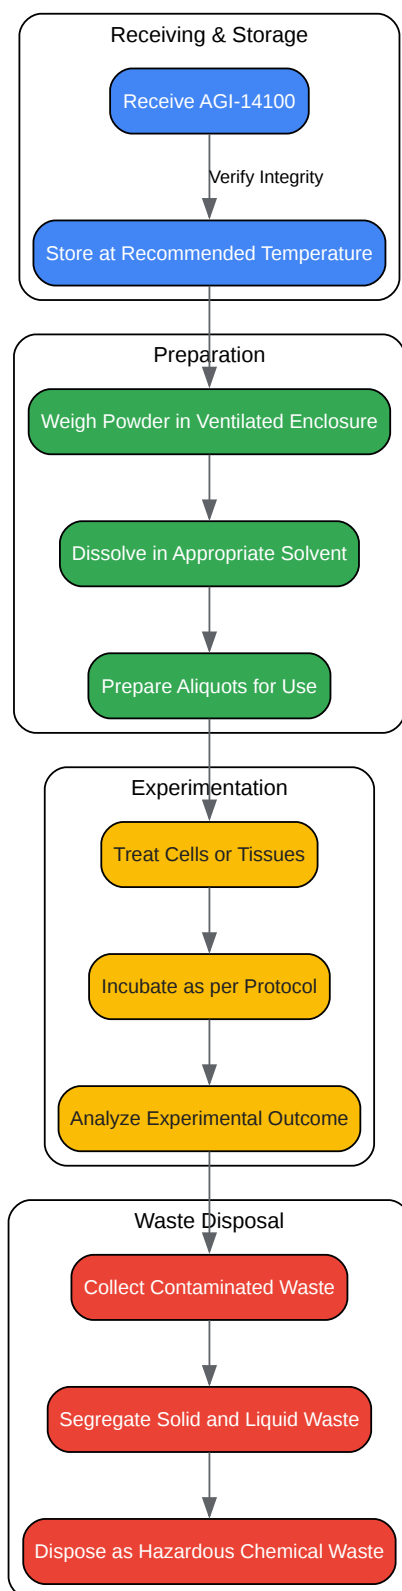 Receiving & Storage
Receive AGI-14100
Verify Integrity
Store at Recommended Temperature
Preparation
Weigh Powder in Ventilated Enclosure
Dissolve in Appropriate Solvent
Prepare Aliquots for Use
Experimentation
Treat Cells or Tissues
Incubate as per Protocol
Analyze Experimental Outcome
Waste Disposal
Collect Contaminated Waste
Segregate Solid and Liquid Waste
Dispose as Hazardous Chemical Waste